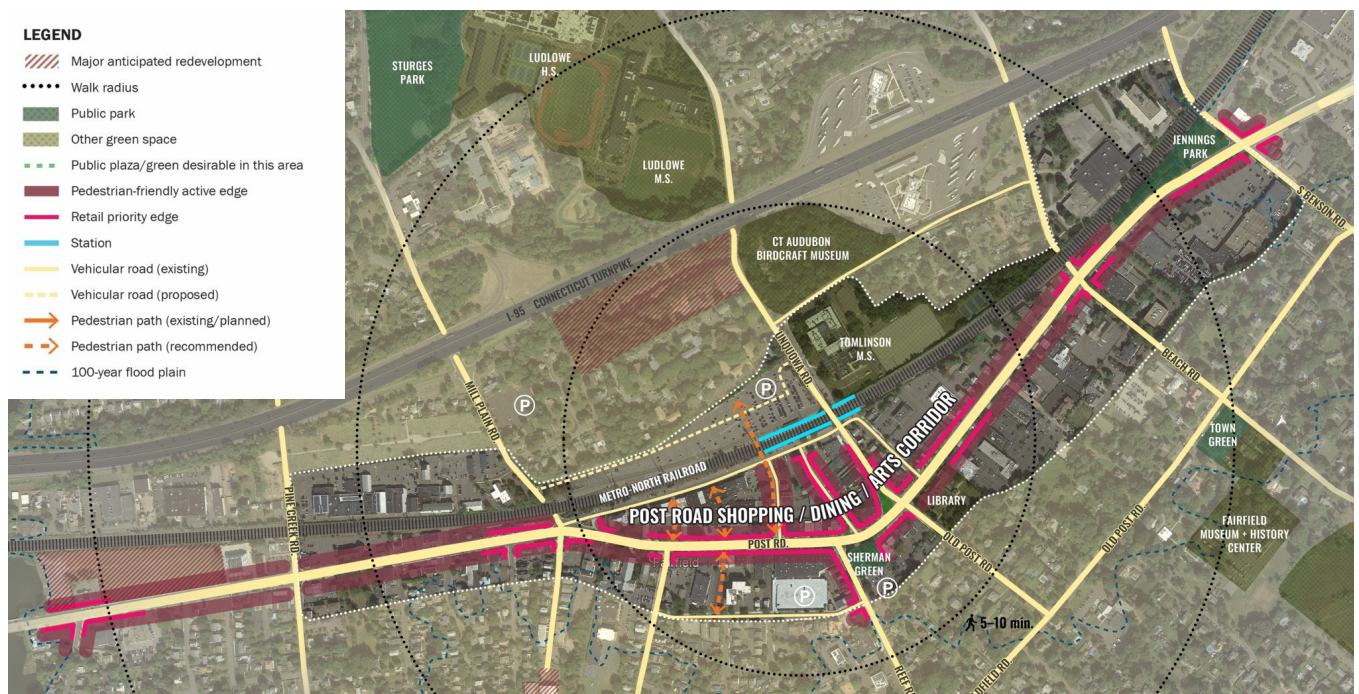 LEGEND
Major anticipated redevelopment
Walk radius
Public park
Other green space
Public plaza/green desirable in this area
Pedestrian-friendly active edge
Retail priority edge
Station
Vehicular road (existing)
Vehicular road (proposed)
Pedestrian path (existing/planned)
Pedestrian path (recommended)
100-year flood plain
STURGES
PARK
LUDLOWE
H.S.
LUDLOWE
M.S.
JENNINGS
PARK
S BENSON RD.
CT AUDUBON
BIRDCRAFT MUSEUM
I-95 CONNECTICUT TURNPIKE
TOMLINSON
M.S.
UNQUOWA RD.
BEACH RD.
MILL PLAIN RD
P
P
TOWN
GREEN
METRO-NORTH RAILROAD
POST ROAD SHOPPING / DINING / ARTS CORRIDOR
LIBRARY
PINE CREEK RD.
POST RD.
OLD POST RD.
OLD POST RD.
FAIRFIELD
MUSEUM + HISTORY
CENTER
Fairfield
SHERMAN
GREEN
P
P
5–10 min.
REEF R